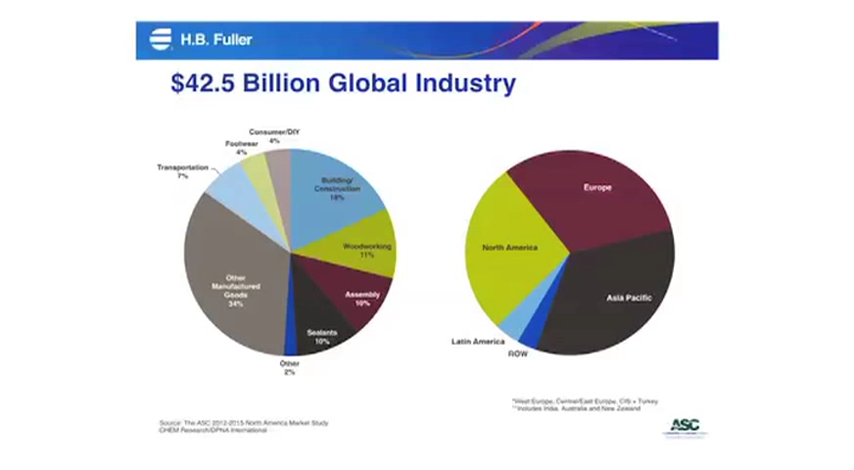 H.B. Fuller
$42.5 Billion Global Industry
Consumer/DIY
4%
Footwear
4%
Transportation
7%
Building/
Construction
18%
Woodworking
11%
Assembly
10%
Sealants
10%
Other
2%
Other
Manufactured
Goods
34%
Europe
North America
Asia Pacific
Latin America
ROW
*West Europe, Central/East Europe, CIS + Turkey
**Includes India, Australia and New Zealand
Source: The ASC 2012-2015 North America Market Study
CHEM Research/DPNA International
ASC